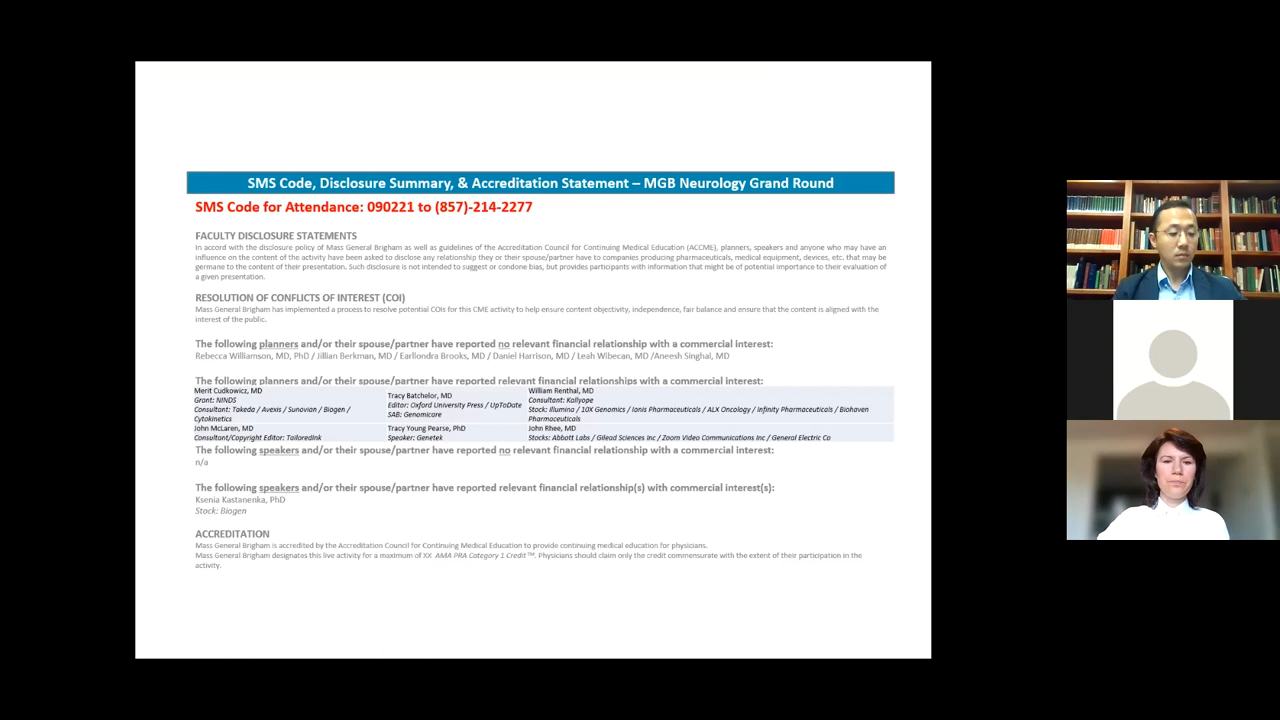 SMS Code, Disclosure Summary, & Accreditation Statement – MGB Neurology Grand Round
SMS Code for Attendance: 090221 to (857)-214-2277
FACULTY DISCLOSURE STATEMENTS
In accord with the disclosure policy of Mass General Brigham as well as guidelines of the Accreditation Council for Continuing Medical Education (ACCME), planners, speakers and anyone who may have an
influence on the content of the activity have been asked to disclose any relationship they or their spouse/partner have to companies producing pharmaceuticals, medical equipment, devices, etc. that may be
germane to the content of their presentation. Such disclosure is not intended to suggest or condone bias, but provides participants with information that might be of potential importance to their evaluation of
a given presentation.
RESOLUTION OF CONFLICTS OF INTEREST (COI)
Mass General Brigham has implemented a process to resolve potential COIs for this CME activity to help ensure content objectivity, independence, fair balance and ensure that the content is aligned with the
interest of the public.
The following planners and/or their spouse/partner have reported no relevant financial relationship with a commercial interest:
Rebecca Williamson, MD, PhD / Jillian Berkman, MD / Earllondra Brooks, MD / Daniel Harrison, MD / Leah Wibecan, MD /Aneesh Singhal, MD
The following planners and/or their spouse/partner have reported relevant financial relationships with a commercial interest:
Merit Cudkowicz, MD
Grant: NINDS
Consultant: Takeda / Avexis / Sunovian / Biogen /
Cytokinetics
Tracy Batchelor, MD
Editor: Oxford University Press / UpToDate
SAB: Genomicare
William Renthal, MD
Consultant: Kallyope
Stock: Illumina / 10X Genomics / Ionis Pharmaceuticals / ALX Oncology / Infinity Pharmaceuticals / Biohaven
Pharmaceuticals
John McLaren, MD
Consultant/Copyright Editor: TailoredInk
Tracy Young Pearse, PhD
Speaker: Genetek
John Rhee, MD
Stocks: Abbott Labs / Gilead Sciences Inc / Zoom Video Communications Inc / General Electric Co
The following speakers and/or their spouse/partner have reported no relevant financial relationship with a commercial interest:
n/a
The following speakers and/or their spouse/partner have reported relevant financial relationship(s) with commercial interest(s):
Ksenia Kastanenka, PhD
Stock: Biogen
ACCREDITATION
Mass General Brigham is accredited by the Accreditation Council for Continuing Medical Education to provide continuing medical education for physicians.
Mass General Brigham designates this live activity for a maximum of XX AMA PRA Category 1 Credit™. Physicians should claim only the credit commensurate with the extent of their participation in the
activity.